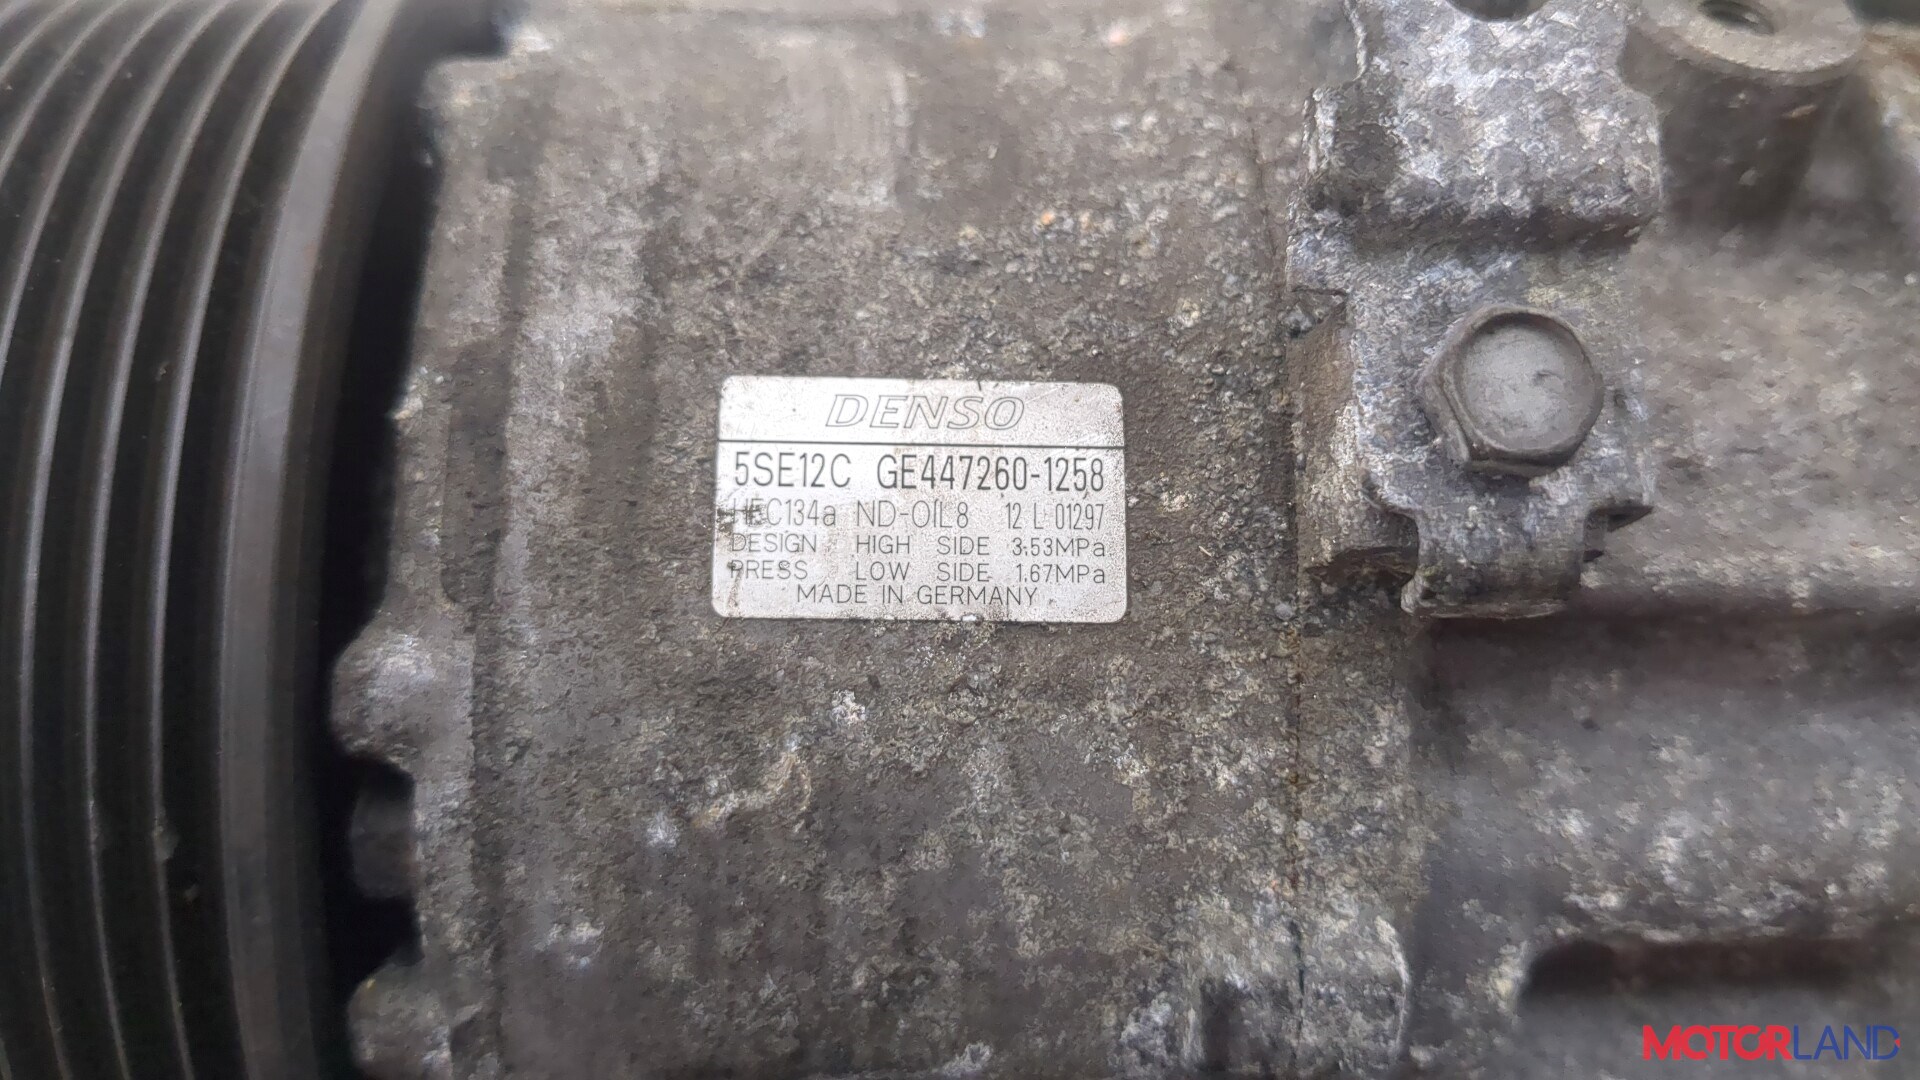 DENSO
5SE12C GE447260-1258
HFC134a ND-OIL8 12 L 01297
DESIGN HIGH SIDE 3.53MPa
PRESS LOW SIDE 1.67MPa
MADE IN GERMANY
MOTORLAND